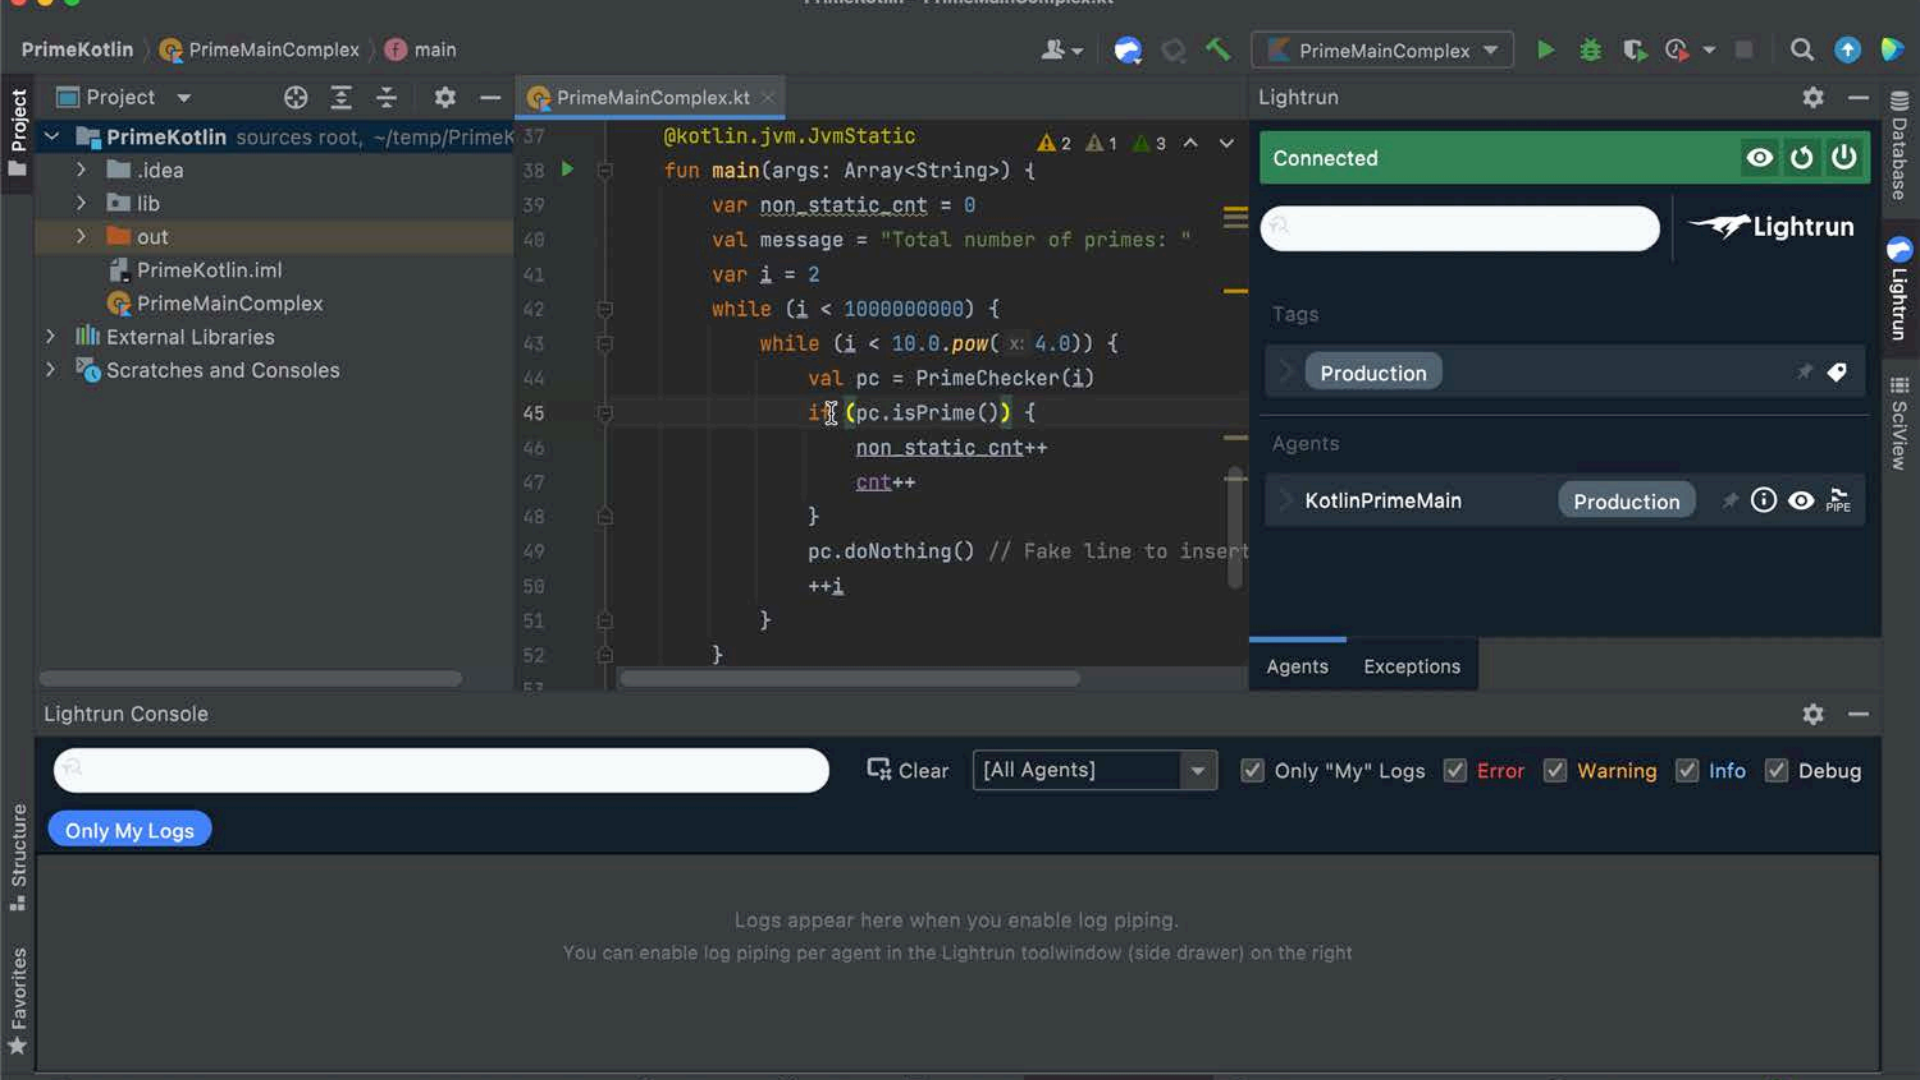 PrimeKotlin PrimeMainComplex main
PrimeMainComplex
Project
Project
PrimeKotlin sources root, ~/temp/PrimeK
.idea
lib
out
PrimeKotlin.iml
PrimeMainComplex
External Libraries
Scratches and Consoles
PrimeMainComplex.kt
2 1 3
37 @kotlin.jvm.JvmStatic
38 fun main(args: Array<String>) {
39 var non_static_cnt = 0
40 val message = "Total number of primes: "
41 var i = 2
42 while (i < 1000000000) {
43 while (i < 10.0.pow( x: 4.0)) {
44 val pc = PrimeChecker(i)
45 if (pc.isPrime()) {
46 non_static_cnt++
47 cnt++
48 }
49 pc.doNothing() // Fake line to insert
50 ++i
51 }
52 }
53
Lightrun
Connected
Lightrun
Tags
Production
Agents
KotlinPrimeMain Production PIPE
Agents Exceptions
Database
Lightrun
SciView
Lightrun Console
Clear [All Agents] Only "My" Logs Error Warning Info Debug
Only My Logs
Logs appear here when you enable log piping.
You can enable log piping per agent in the Lightrun toolwindow (side drawer) on the right
Structure
Favorites